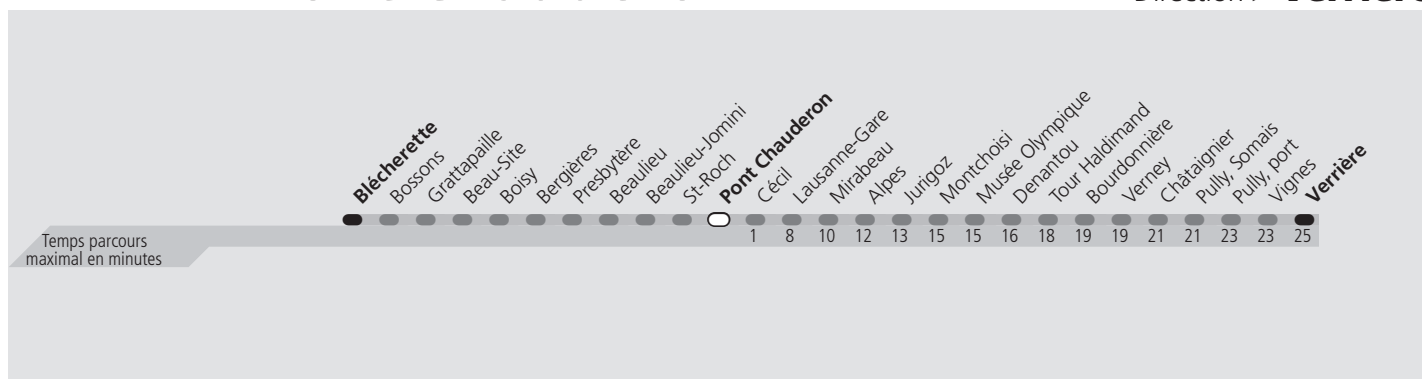 Blécherette
Bossons
Grattapaille
Beau-Site
Boisy
Bergières
Presbytère
Beaulieu
Beaulieu-Jomini
St-Roch
Pont Chauderon
Cécil
Lausanne-Gare
Mirabeau
Alpes
Jurigoz
Montchoisi
Musée Olympique
Denantou
Tour Haldimand
Bourdonnière
Verney
Châtaignier
Pully, Somais
Pully, port
Vignes
Verrière
Temps parcours
maximal en minutes
1 8 10 12 13 15 15 16 18 19 19 21 21 23 23 25